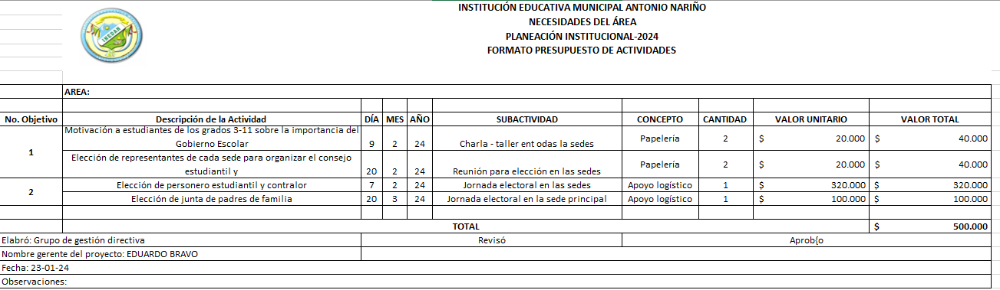 INSTITUCIÓN EDUCATIVA MUNICIPAL ANTONIO NARIÑO
NECESIDADES DEL ÁREA
PLANEACIÓN INSTITUCIONAL-2024
FORMATO PRESUPUESTO DE ACTIVIDADES
INEDAN
AREA:
No. Objetivo Descripción de la Actividad DÍA MES AÑO SUBACTIVIDAD CONCEPTO CANTIDAD VALOR UNITARIO VALOR TOTAL
1
Motivación a estudiantes de los grados 3-11 sobre la importancia del
Gobierno Escolar 9 2 24 Charla - taller ent odas la sedes Papelería 2 $ 20.000 $ 40.000
Elección de representantes de cada sede para organizar el consejo
estudiantil y 20 2 24 Reunión para elección en las sedes Papelería 2 $ 20.000 $ 40.000
2
Elección de personero estudiantil y contralor 7 2 24 Jornada electoral en las sedes Apoyo logístico 1 $ 320.000 $ 320.000
Elección de junta de padres de familia 20 3 24 Jornada electoral en la sede principal Apoyo logístico 1 $ 100.000 $ 100.000
TOTAL $ 500.000
Elabró: Grupo de gestión directiva Revisó Aprob{o
Nombre gerente del proyecto: EDUARDO BRAVO
Fecha: 23-01-24
Observaciones: